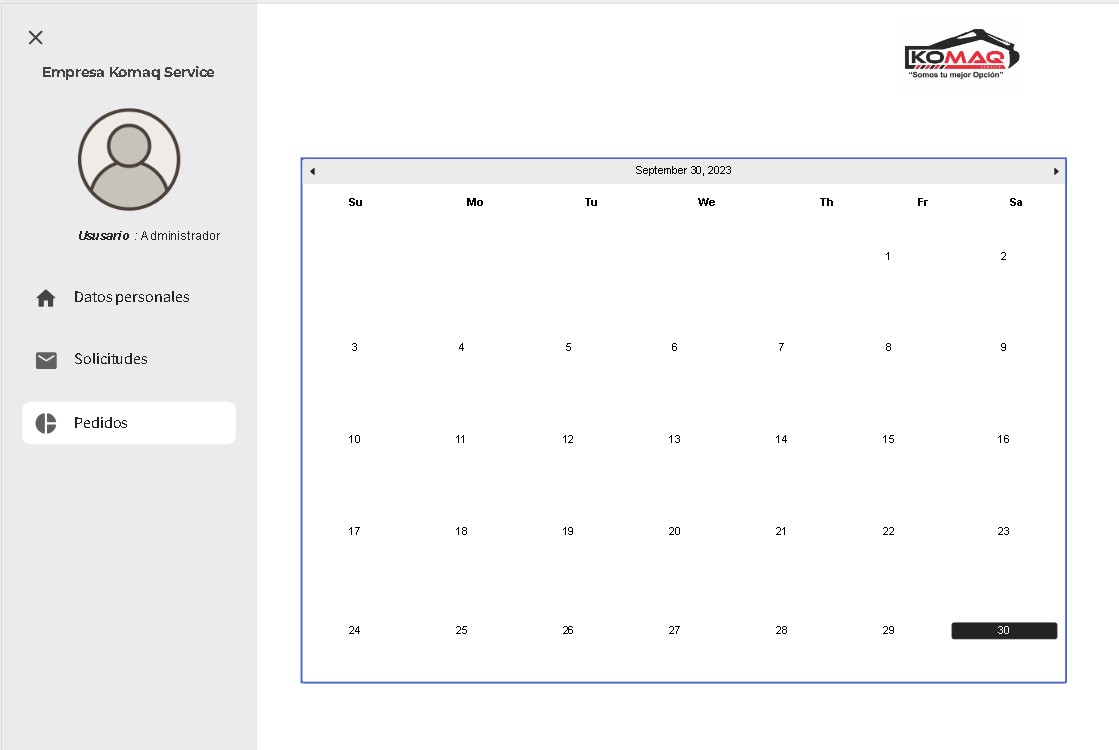 Empresa Komaq Service
Ususario : Administrador
Datos personales
Solicitudes
Pedidos
KOMAQ
"Somos tu mejor Opción"
September 30, 2023
Su Mo Tu We Th Fr Sa
1 2
3 4 5 6 7 8 9
10 11 12 13 14 15 16
17 18 19 20 21 22 23
24 25 26 27 28 29 30